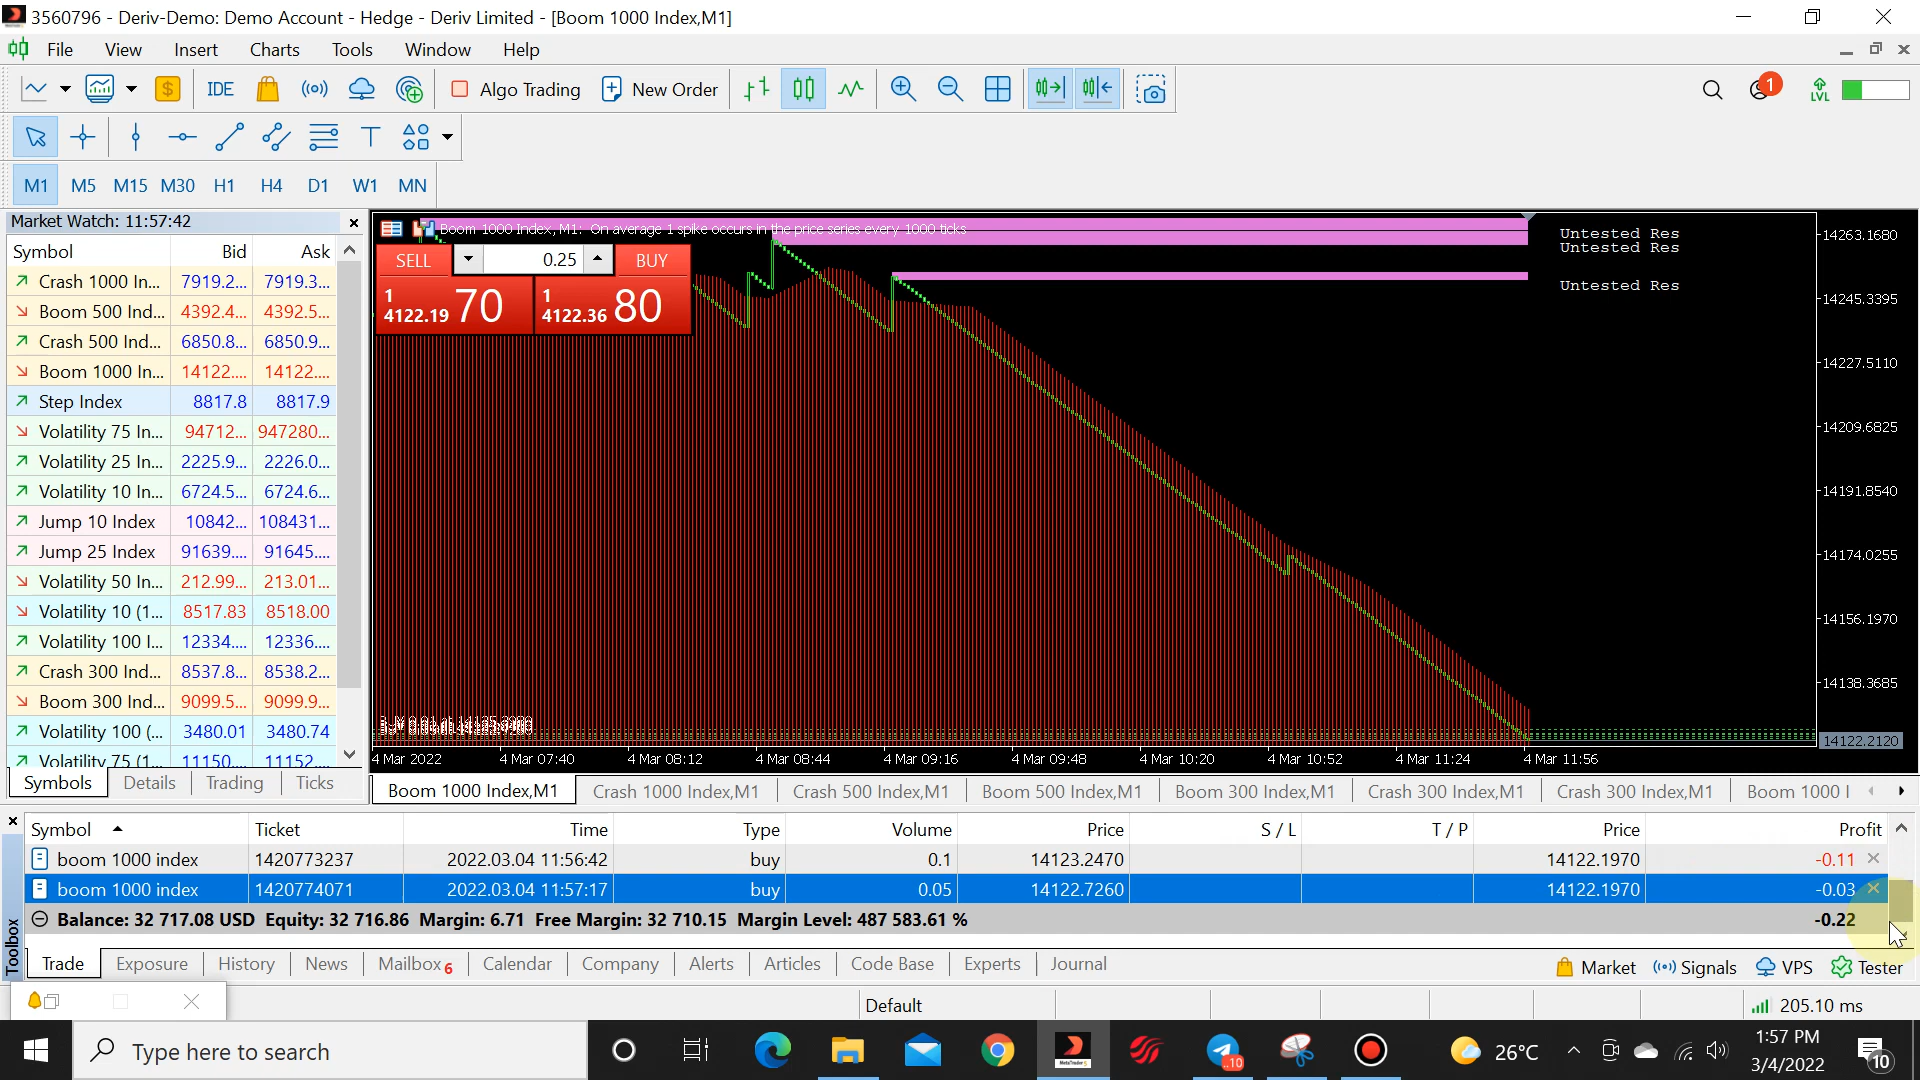 3560796 - Deriv-Demo: Demo Account - Hedge - Deriv Limited - [Boom 1000 Index,M1]
File View Insert Charts Tools Window Help
IDE Algo Trading New Order 1 LVL
T
M1 M5 M15 M30 H1 H4 D1 W1 MN
Market Watch: 11:57:42
Symbol Bid Ask
Crash 1000 In... 7919.2... 7919.3...
Boom 500 Ind... 4392.4... 4392.5...
Crash 500 Ind... 6850.8... 6850.9...
Boom 1000 In... 14122.... 14122....
Step Index 8817.8 8817.9
Volatility 75 In... 94712... 947280...
Volatility 25 In... 2225.9... 2226.0...
Volatility 10 In... 6724.5... 6724.6...
Jump 10 Index 10842... 108431...
Jump 25 Index 91639.... 91645....
Volatility 50 In... 212.99... 213.01...
Volatility 10 (1... 8517.83 8518.00
Volatility 100 I... 12334.... 12336....
Crash 300 Ind... 8537.8... 8538.2...
Boom 300 Ind... 9099.5... 9099.9...
Volatility 100 (... 3480.01 3480.74
Volatility 75 (1... 11150.... 11152....
Symbols Details Trading Ticks
Boom 1000 Index, M1: On average 1 spike occurs in the price series every 1000 ticks
SELL 0.25 BUY
1 4122.19 70 1 4122.36 80
Untested Res
Untested Res
Untested Res
14263.1680
14245.3395
14227.5110
14209.6825
14191.8540
14174.0255
14156.1970
14138.3685
14122.2120
4 Mar 2022 4 Mar 07:40 4 Mar 08:12 4 Mar 08:44 4 Mar 09:16 4 Mar 09:48 4 Mar 10:20 4 Mar 10:52 4 Mar 11:24 4 Mar 11:56
Boom 1000 Index,M1 Crash 1000 Index,M1 Crash 500 Index,M1 Boom 500 Index,M1 Boom 300 Index,M1 Crash 300 Index,M1 Crash 300 Index,M1 Boom 1000 I
Symbol Ticket Time Type Volume Price S / L T / P Price Profit
boom 1000 index 1420773237 2022.03.04 11:56:42 buy 0.1 14123.2470 14122.1970 -0.11
boom 1000 index 1420774071 2022.03.04 11:57:17 buy 0.05 14122.7260 14122.1970 -0.03
Balance: 32 717.08 USD Equity: 32 716.86 Margin: 6.71 Free Margin: 32 710.15 Margin Level: 487 583.61 % -0.22
Toolbox
Trade Exposure History News Mailbox 6 Calendar Company Alerts Articles Code Base Experts Journal Market Signals VPS Tester
Default 205.10 ms
Type here to search 10 26°C 1:57 PM 3/4/2022 10